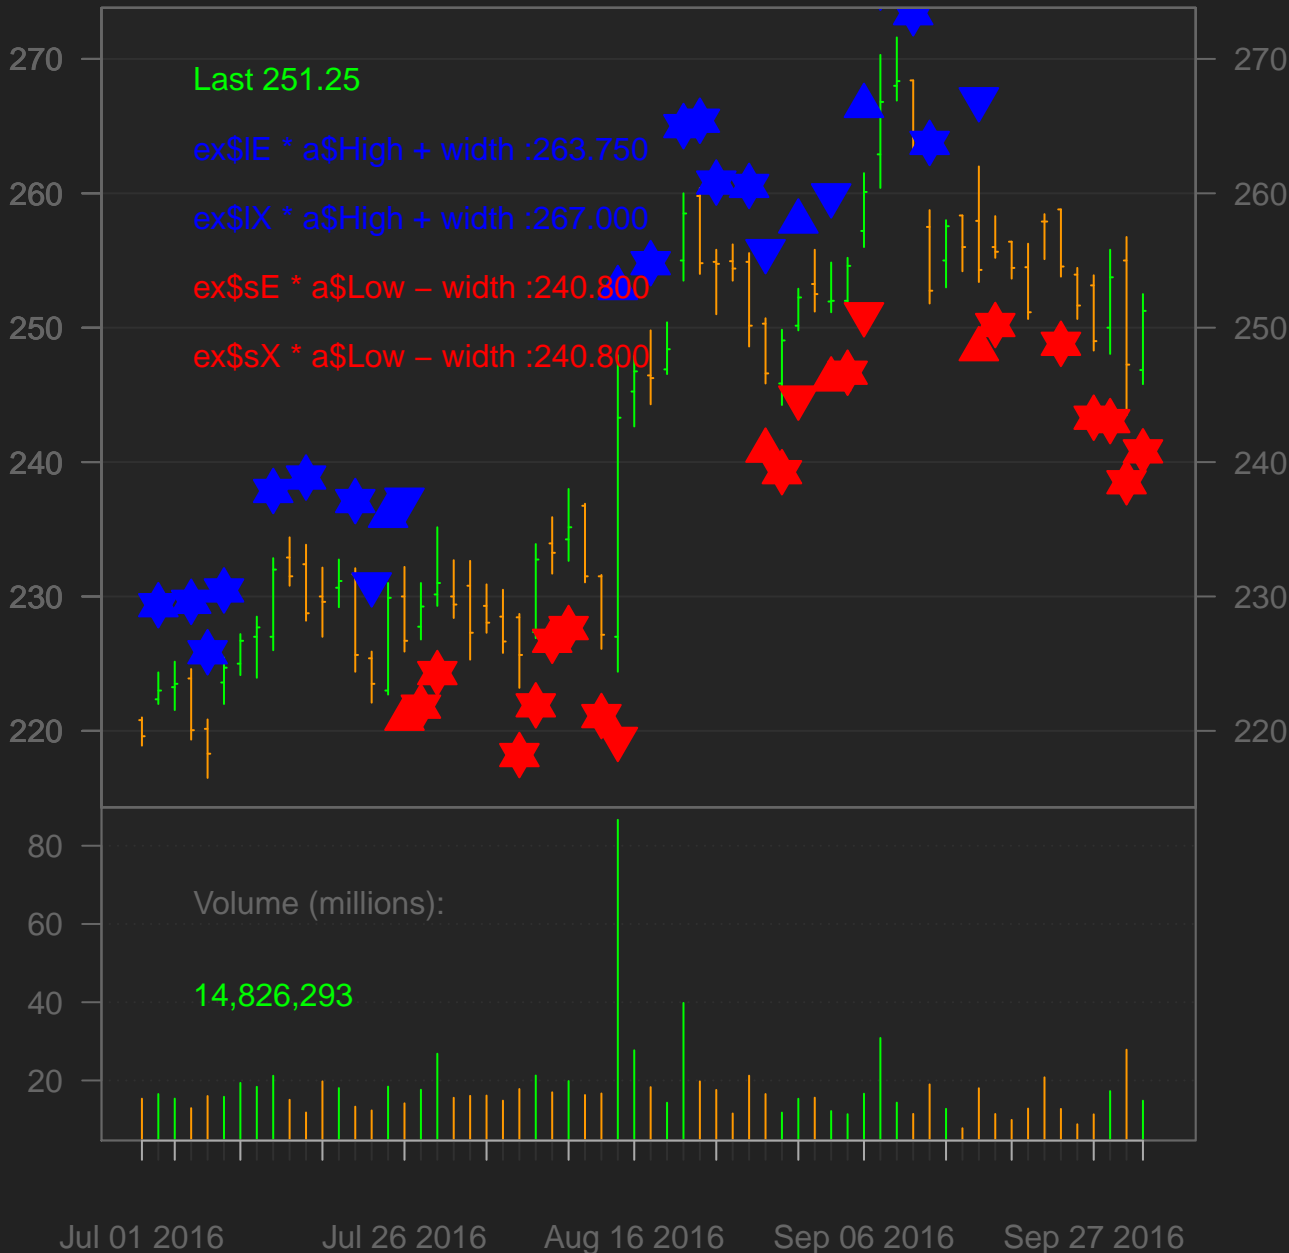 270 270
Last 251.25
ex$IE * a$High + width :263.750
260 260
ex$IX * a$High + width :267.000
ex$sE * a$Low − width :240.800
250 250
ex$sX * a$Low − width :240.800
240 240
230 230
220 220
80
Volume (millions):
60
14,826,293
40
20
Jul 01 2016 Jul 26 2016 Aug 16 2016 Sep 06 2016 Sep 27 2016